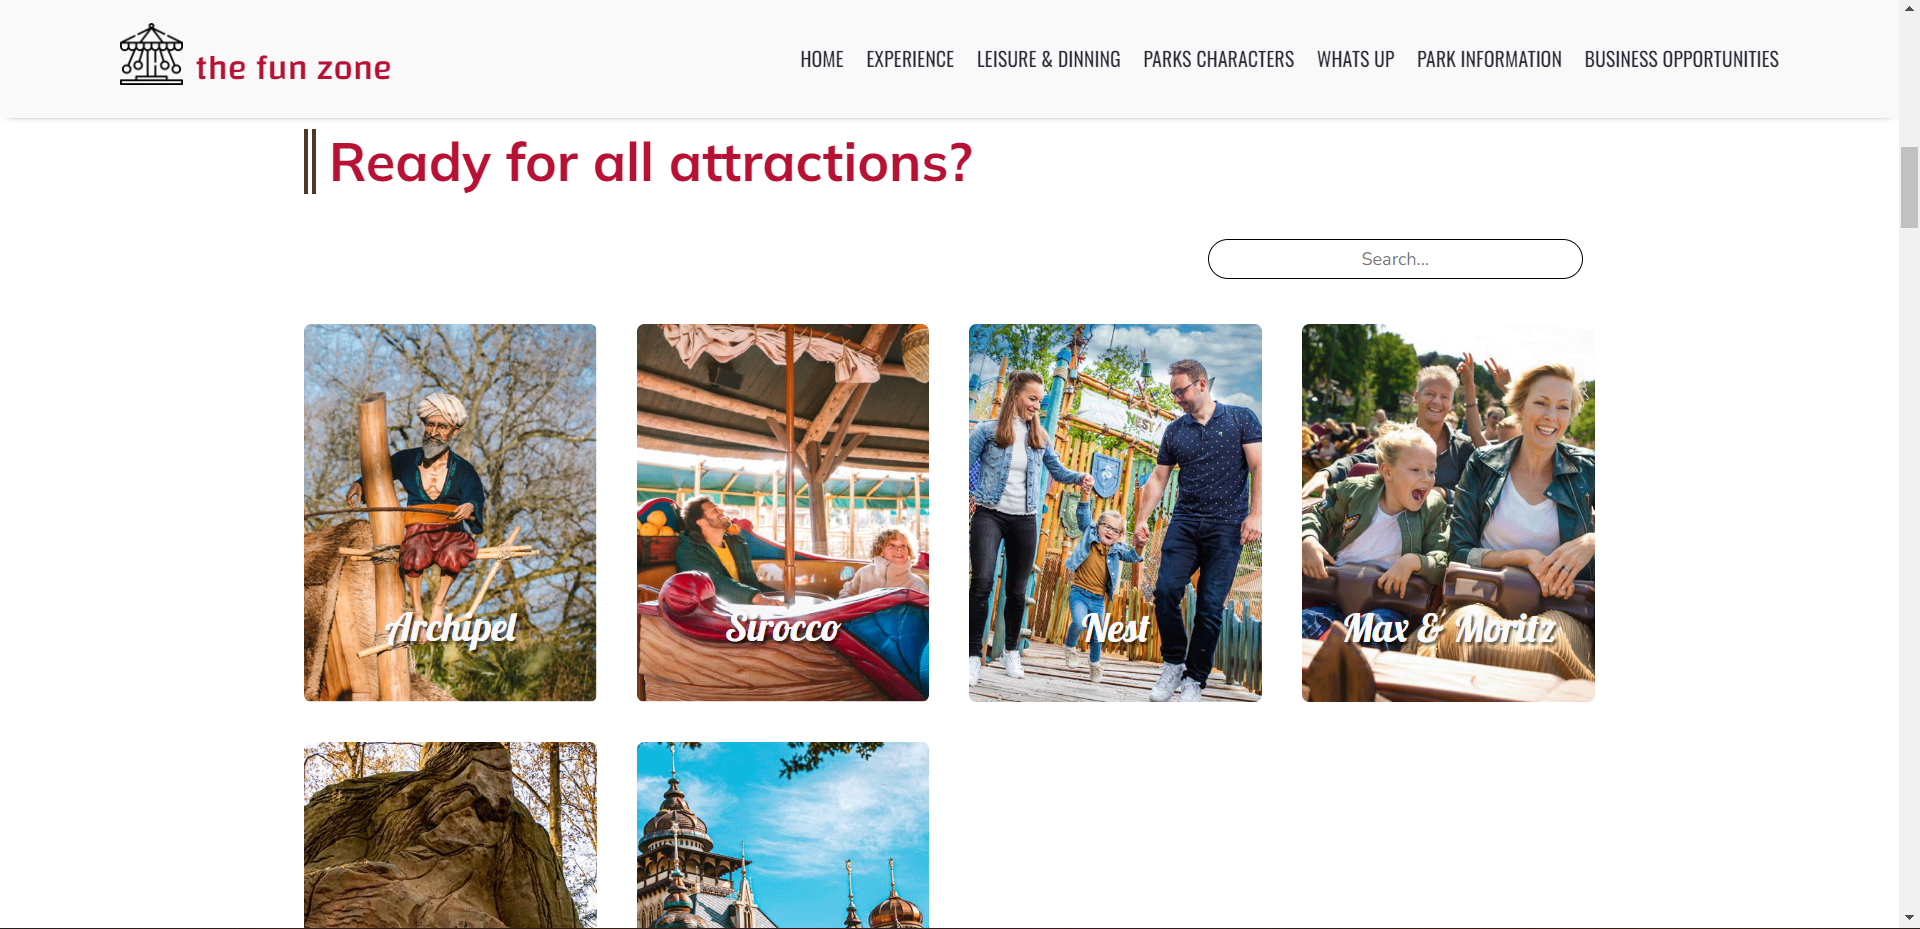 the fun zone
HOME EXPERIENCE LEISURE & DINNING PARKS CHARACTERS WHATS UP PARK INFORMATION BUSINESS OPPORTUNITIES
Ready for all attractions?
Search...
NEST
Archipel
Sirocco
Nest
Max & Moritz